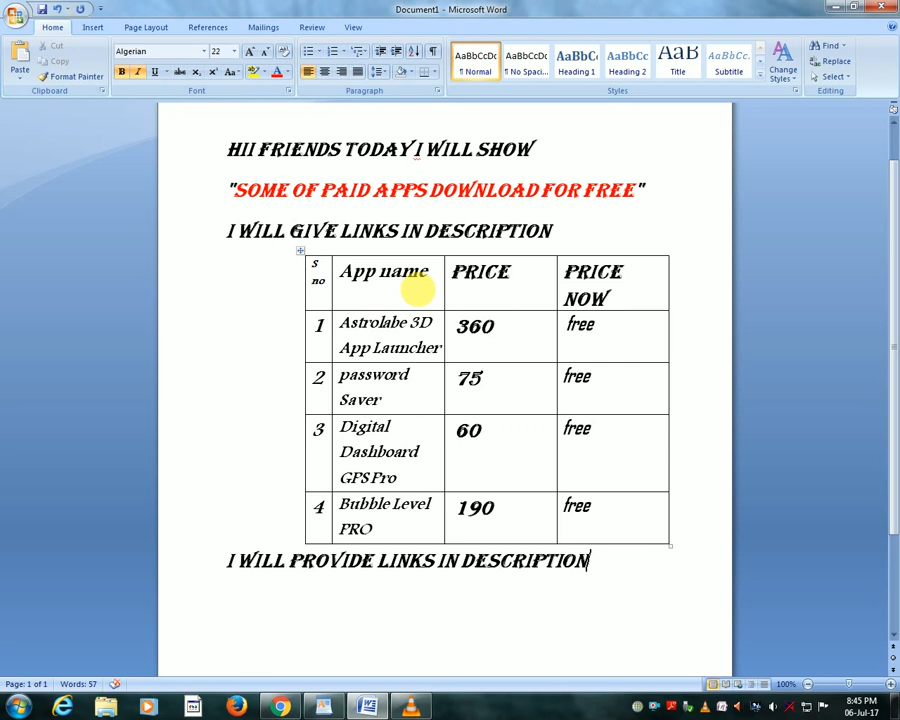 Document1 - Microsoft Word
Home Insert Page Layout References Mailings Review View
Paste Cut Copy Format Painter Clipboard
Algerian 22 Font
Paragraph
AaBbCcDc ¶ Normal AaBbCcDc ¶ No Spaci... AaBbCc Heading 1 AaBbCc Heading 2 AaB Title AaBbCc. Subtitle Change Styles Styles
Find Replace Select Editing
HII FRIENDS TODAY I WILL SHOW
"SOME OF PAID APPS DOWNLOAD FOR FREE"
I WILL GIVE LINKS IN DESCRIPTION
S no App name PRICE PRICE NOW
1 Astrolabe 3D App Launcher 360 free
2 password Saver 75 free
3 Digital Dashboard GPS Pro 60 free
4 Bubble Level PRO 190 free
I WILL PROVIDE LINKS IN DESCRIPTION
Page: 1 of 1 Words: 57 100%
8:45 PM
06-Jul-17